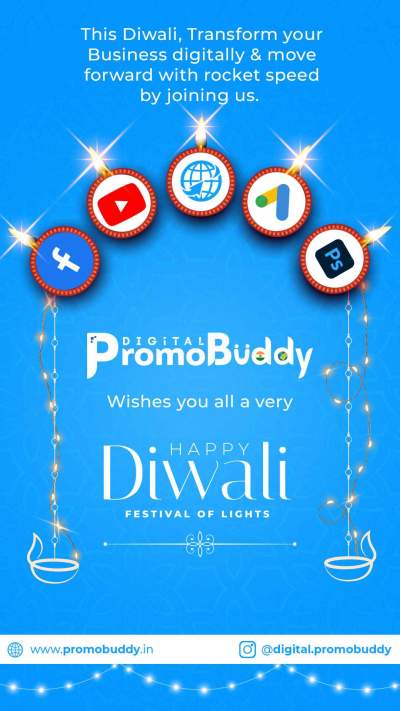 This Diwali, Transform your
Business digitally & move
forward with rocket speed
by joining us.
f
Ps
DIGITAL
PromoBuddy
Wishes you all a very
HAPPY
Diwali
FESTIVAL OF LIGHTS
www.promobuddy.in @digital.promobuddy